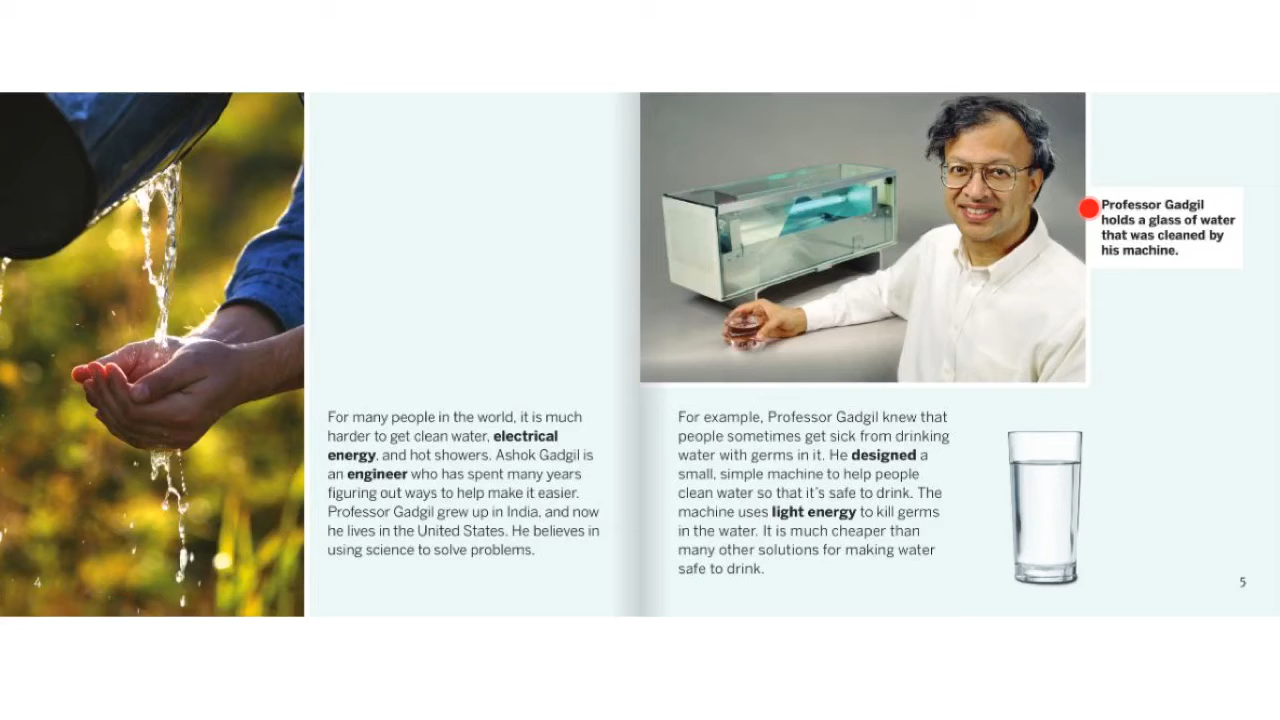 For many people in the world, it is much
harder to get clean water, electrical
energy, and hot showers. Ashok Gadgil is
an engineer who has spent many years
figuring out ways to help make it easier.
Professor Gadgil grew up in India, and now
he lives in the United States. He believes in
using science to solve problems.
4
Professor Gadgil
holds a glass of water
that was cleaned by
his machine.
For example, Professor Gadgil knew that
people sometimes get sick from drinking
water with germs in it. He designed a
small, simple machine to help people
clean water so that it’s safe to drink. The
machine uses light energy to kill germs
in the water. It is much cheaper than
many other solutions for making water
safe to drink.
5